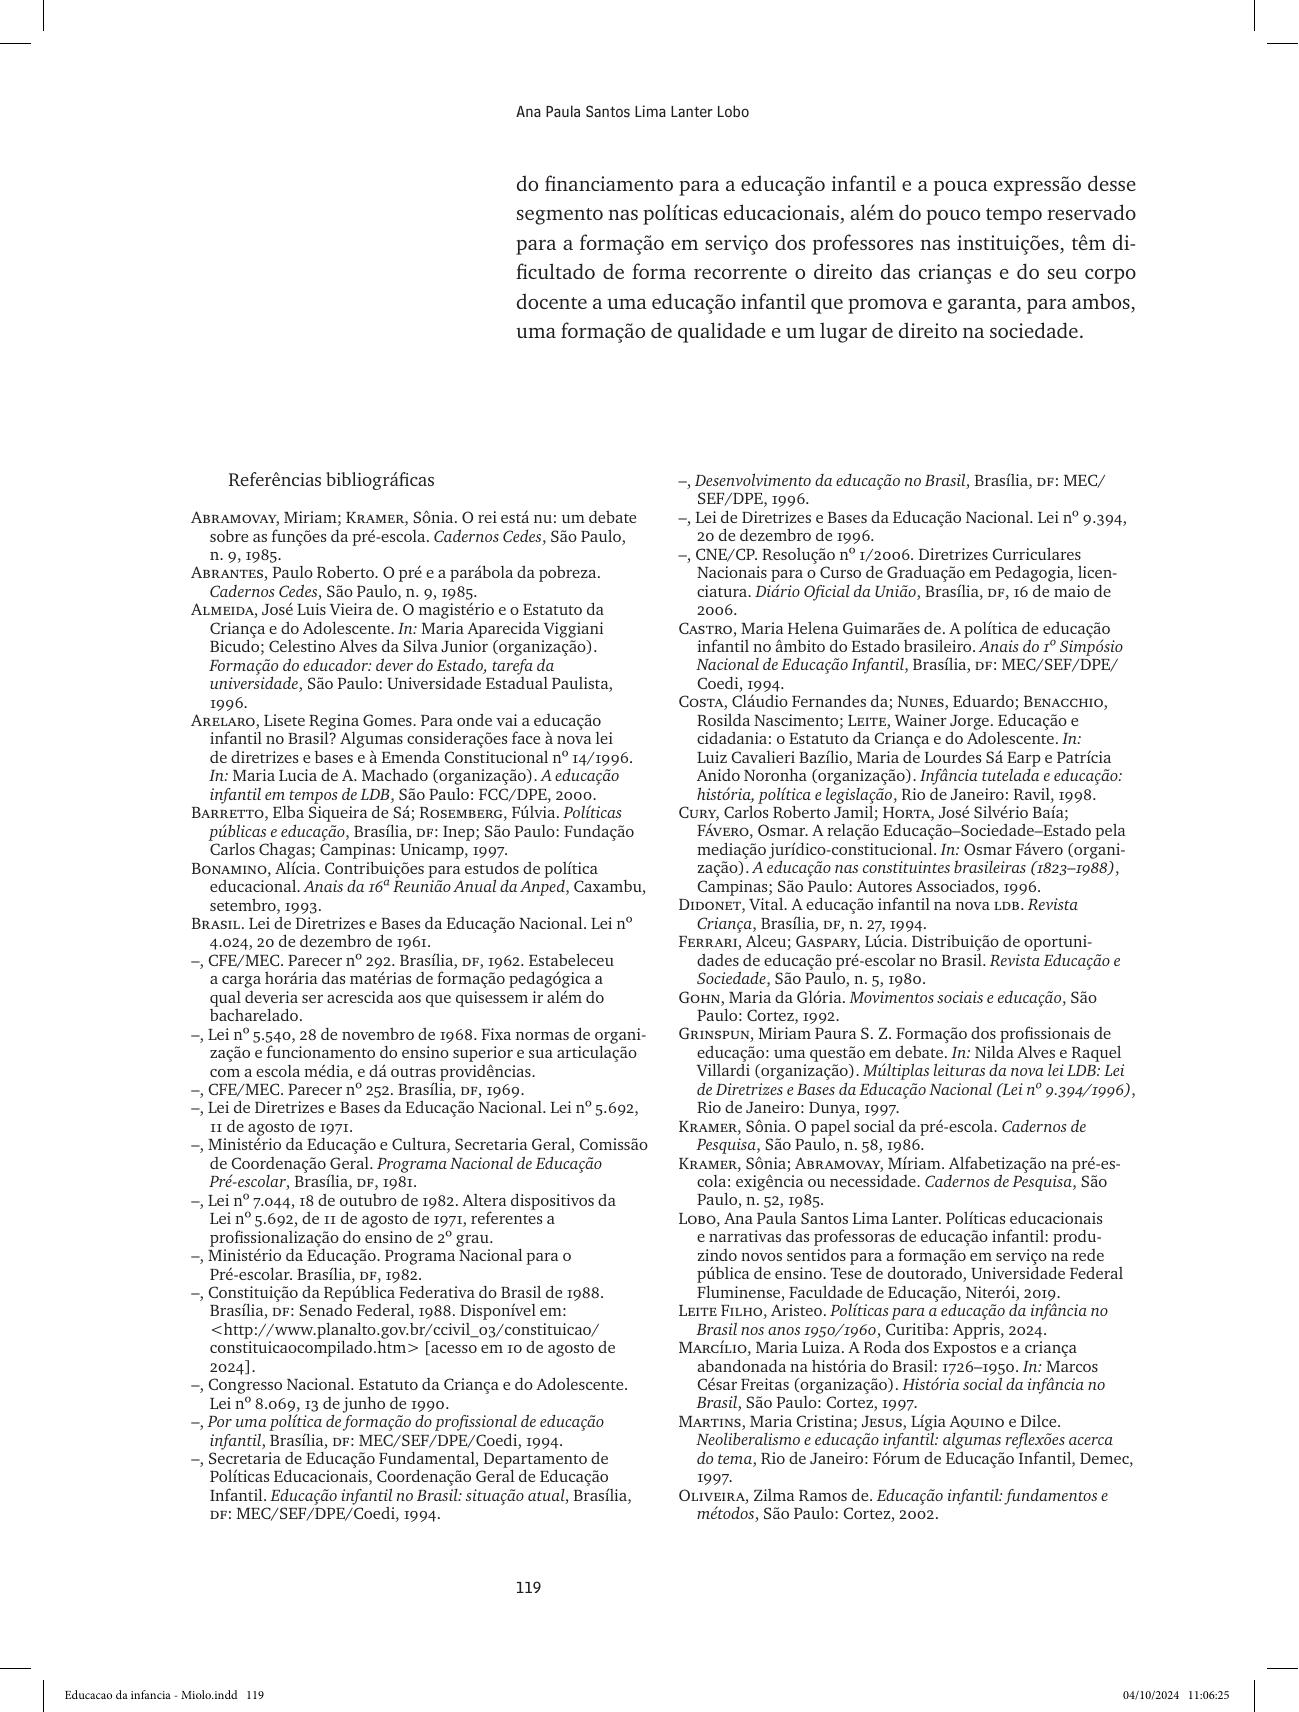 Ana Paula Santos Lima Lanter Lobo
do financiamento para a educação infantil e a pouca expressão desse
segmento nas políticas educacionais, além do pouco tempo reservado
para a formação em serviço dos professores nas instituições, têm di-
ficultado de forma recorrente o direito das crianças e do seu corpo
docente a uma educação infantil que promova e garanta, para ambos,
uma formação de qualidade e um lugar de direito na sociedade.
Referências bibliográficas
Abramovay, Miriam; Kramer, Sônia. O rei está nu: um debate
sobre as funções da pré-escola. Cadernos Cedes, São Paulo,
n. 9, 1985.
Abrantes, Paulo Roberto. O pré e a parábola da pobreza.
Cadernos Cedes, São Paulo, n. 9, 1985.
Almeida, José Luis Vieira de. O magistério e o Estatuto da
Criança e do Adolescente. In: Maria Aparecida Viggiani
Bicudo; Celestino Alves da Silva Junior (organização).
Formação do educador: dever do Estado, tarefa da
universidade, São Paulo: Universidade Estadual Paulista,
1996.
Arelaro, Lisete Regina Gomes. Para onde vai a educação
infantil no Brasil? Algumas considerações face à nova lei
de diretrizes e bases e à Emenda Constitucional nº 14/1996.
In: Maria Lucia de A. Machado (organização). A educação
infantil em tempos de LDB, São Paulo: FCC/DPE, 2000.
Barretto, Elba Siqueira de Sá; Rosemberg, Fúlvia. Políticas
públicas e educação, Brasília, DF: Inep; São Paulo: Fundação
Carlos Chagas; Campinas: Unicamp, 1997.
Bonamino, Alícia. Contribuições para estudos de política
educacional. Anais da 16ª Reunião Anual da Anped, Caxambu,
setembro, 1993.
Brasil. Lei de Diretrizes e Bases da Educação Nacional. Lei nº
4.024, 20 de dezembro de 1961.
–, CFE/MEC. Parecer nº 292. Brasília, DF, 1962. Estabeleceu
a carga horária das matérias de formação pedagógica a
qual deveria ser acrescida aos que quisessem ir além do
bacharelado.
–, Lei nº 5.540, 28 de novembro de 1968. Fixa normas de organi-
zação e funcionamento do ensino superior e sua articulação
com a escola média, e dá outras providências.
–, CFE/MEC. Parecer nº 252. Brasília, DF, 1969.
–, Lei de Diretrizes e Bases da Educação Nacional. Lei nº 5.692,
11 de agosto de 1971.
–, Ministério da Educação e Cultura, Secretaria Geral, Comissão
de Coordenação Geral. Programa Nacional de Educação
Pré-escolar, Brasília, DF, 1981.
–, Lei nº 7.044, 18 de outubro de 1982. Altera dispositivos da
Lei nº 5.692, de 11 de agosto de 1971, referentes a
profissionalização do ensino de 2º grau.
–, Ministério da Educação. Programa Nacional para o
Pré-escolar. Brasília, DF, 1982.
–, Constituição da República Federativa do Brasil de 1988.
Brasília, DF: Senado Federal, 1988. Disponível em:
<http://www.planalto.gov.br/ccivil_03/constituicao/
constituicaocompilado.htm> [acesso em 10 de agosto de
2024].
–, Congresso Nacional. Estatuto da Criança e do Adolescente.
Lei nº 8.069, 13 de junho de 1990.
–, Por uma política de formação do profissional de educação
infantil, Brasília, DF: MEC/SEF/DPE/Coedi, 1994.
–, Secretaria de Educação Fundamental, Departamento de
Políticas Educacionais, Coordenação Geral de Educação
Infantil. Educação infantil no Brasil: situação atual, Brasília,
DF: MEC/SEF/DPE/Coedi, 1994.
–, Desenvolvimento da educação no Brasil, Brasília, DF: MEC/
SEF/DPE, 1996.
–, Lei de Diretrizes e Bases da Educação Nacional. Lei nº 9.394,
20 de dezembro de 1996.
–, CNE/CP. Resolução nº 1/2006. Diretrizes Curriculares
Nacionais para o Curso de Graduação em Pedagogia, licen-
ciatura. Diário Oficial da União, Brasília, DF, 16 de maio de
2006.
Castro, Maria Helena Guimarães de. A política de educação
infantil no âmbito do Estado brasileiro. Anais do 1º Simpósio
Nacional de Educação Infantil, Brasília, DF: MEC/SEF/DPE/
Coedi, 1994.
Costa, Cláudio Fernandes da; Nunes, Eduardo; Benacchio,
Rosilda Nascimento; Leite, Wainer Jorge. Educação e
cidadania: o Estatuto da Criança e do Adolescente. In:
Luiz Cavalieri Bazílio, Maria de Lourdes Sá Earp e Patrícia
Anido Noronha (organização). Infância tutelada e educação:
história, política e legislação, Rio de Janeiro: Ravil, 1998.
Cury, Carlos Roberto Jamil; Horta, José Silvério Baía;
Fávero, Osmar. A relação Educação–Sociedade–Estado pela
mediação jurídico-constitucional. In: Osmar Fávero (organi-
zação). A educação nas constituintes brasileiras (1823–1988),
Campinas; São Paulo: Autores Associados, 1996.
Didonet, Vital. A educação infantil na nova LDB. Revista
Criança, Brasília, DF, n. 27, 1994.
Ferrari, Alceu; Gaspary, Lúcia. Distribuição de oportuni-
dades de educação pré-escolar no Brasil. Revista Educação e
Sociedade, São Paulo, n. 5, 1980.
Gohn, Maria da Glória. Movimentos sociais e educação, São
Paulo: Cortez, 1992.
Grinspun, Miriam Paura S. Z. Formação dos profissionais de
educação: uma questão em debate. In: Nilda Alves e Raquel
Villardi (organização). Múltiplas leituras da nova lei LDB: Lei
de Diretrizes e Bases da Educação Nacional (Lei nº 9.394/1996),
Rio de Janeiro: Dunya, 1997.
Kramer, Sônia. O papel social da pré-escola. Cadernos de
Pesquisa, São Paulo, n. 58, 1986.
Kramer, Sônia; Abramovay, Míriam. Alfabetização na pré-es-
cola: exigência ou necessidade. Cadernos de Pesquisa, São
Paulo, n. 52, 1985.
Lobo, Ana Paula Santos Lima Lanter. Políticas educacionais
e narrativas das professoras de educação infantil: produ-
zindo novos sentidos para a formação em serviço na rede
pública de ensino. Tese de doutorado, Universidade Federal
Fluminense, Faculdade de Educação, Niterói, 2019.
Leite Filho, Aristeo. Políticas para a educação da infância no
Brasil nos anos 1950/1960, Curitiba: Appris, 2024.
Marcílio, Maria Luiza. A Roda dos Expostos e a criança
abandonada na história do Brasil: 1726–1950. In: Marcos
César Freitas (organização). História social da infância no
Brasil, São Paulo: Cortez, 1997.
Martins, Maria Cristina; Jesus, Lígia Aquino e Dilce.
Neoliberalismo e educação infantil: algumas reflexões acerca
do tema, Rio de Janeiro: Fórum de Educação Infantil, Demec,
1997.
Oliveira, Zilma Ramos de. Educação infantil: fundamentos e
métodos, São Paulo: Cortez, 2002.
119
Educacao da infancia - Miolo.indd 119
04/10/2024 11:06:25